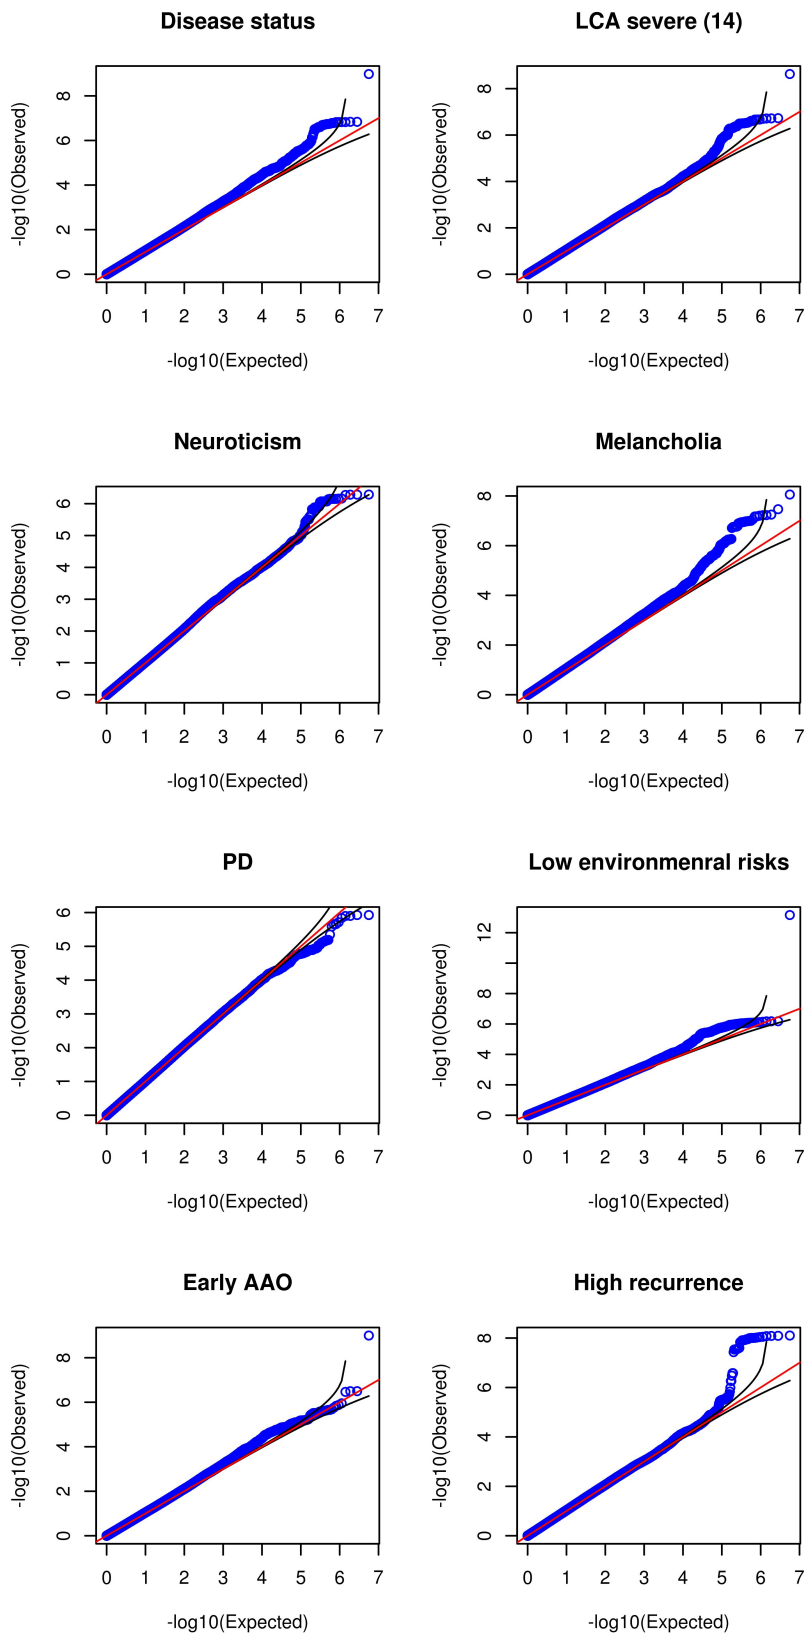 Disease status
LCA severe (14)
-log10(Observed)
8
6
4
2
0
0 1 2 3 4 5 6 7
-log10(Expected)
-log10(Observed)
8
6
4
2
0
0 1 2 3 4 5 6 7
-log10(Expected)
Neuroticism
Melancholia
-log10(Observed)
6
5
4
3
2
1
0
0 1 2 3 4 5 6 7
-log10(Expected)
-log10(Observed)
8
6
4
2
0
0 1 2 3 4 5 6 7
-log10(Expected)
PD
Low environmenral risks
-log10(Observed)
6
5
4
3
2
1
0
0 1 2 3 4 5 6 7
-log10(Expected)
-log10(Observed)
12
8
6
4
2
0
0 1 2 3 4 5 6 7
-log10(Expected)
Early AAO
High recurrence
-log10(Observed)
8
6
4
2
0
0 1 2 3 4 5 6 7
-log10(Expected)
-log10(Observed)
8
6
4
2
0
0 1 2 3 4 5 6 7
-log10(Expected)